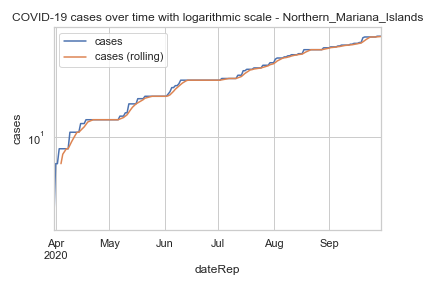 COVID-19 cases over time with logarithmic scale - Northern_Mariana_Islands
cases
cases (rolling)
cases
10¹
Apr
2020
May
Jun
Jul
Aug
Sep
dateRep